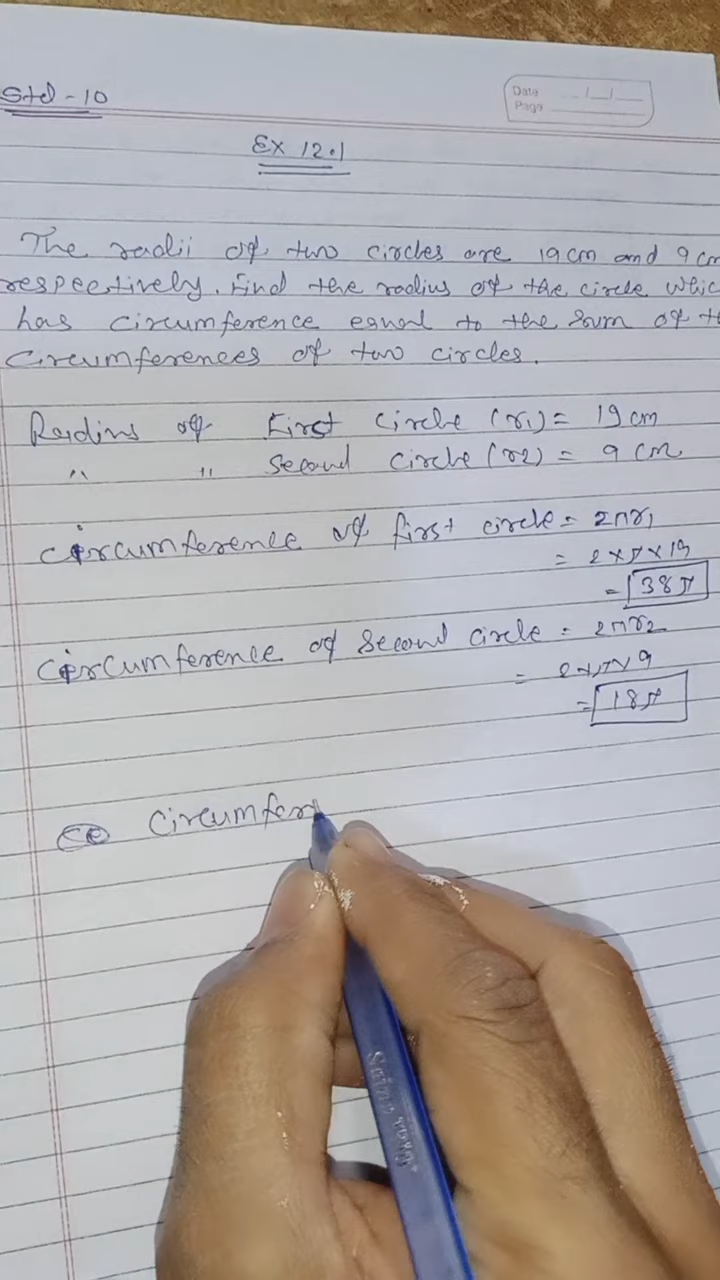 Std - 10
Date _/_/_
Page
Ex 12.1
The radii of two circles are 19 cm and 9 cm
respectively. Find the radius of the circle whic
has circumference equal to the sum of t
Circumferences of two circles.
Radius of First circle (r1) = 19 cm
" " Second circle (r2) = 9 cm
Circumference of first circle = 2πr1
= 2×π×19
= 38π
Circumference of Second circle = 2πr2
= 2×π×9
= 18π
Circumfer